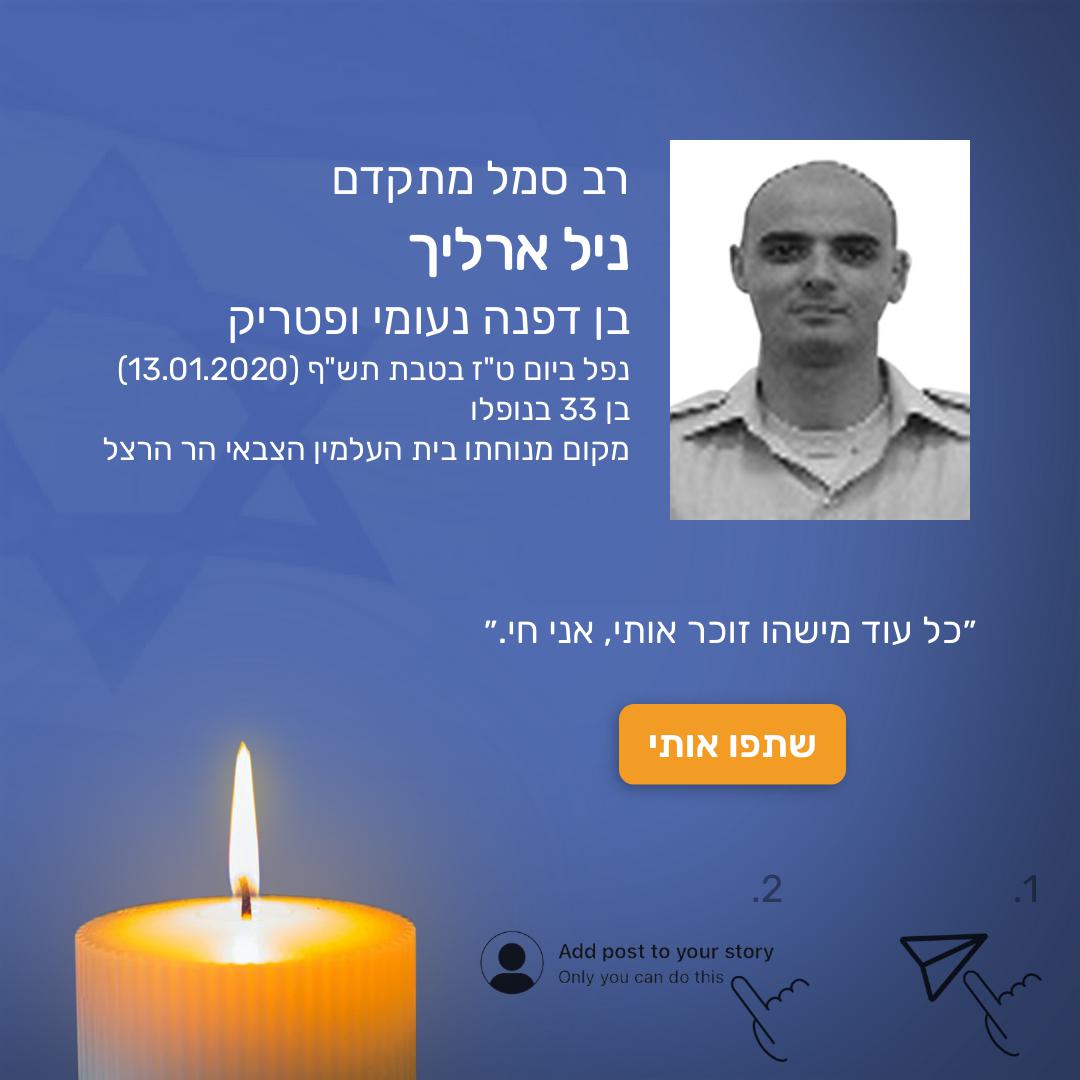 רב סמל מתקדם
ניל ארליך
בן דפנה נעומי ופטריק
נפל ביום ט"ז בטבת תש"ף (13.01.2020)
בן 33 בנופלו
מקום מנוחתו בית העלמין הצבאי הר הרצל
״כל עוד מישהו זוכר אותי, אני חי.״
שתפו אותי
1.
2.
Add post to your story
Only you can do this